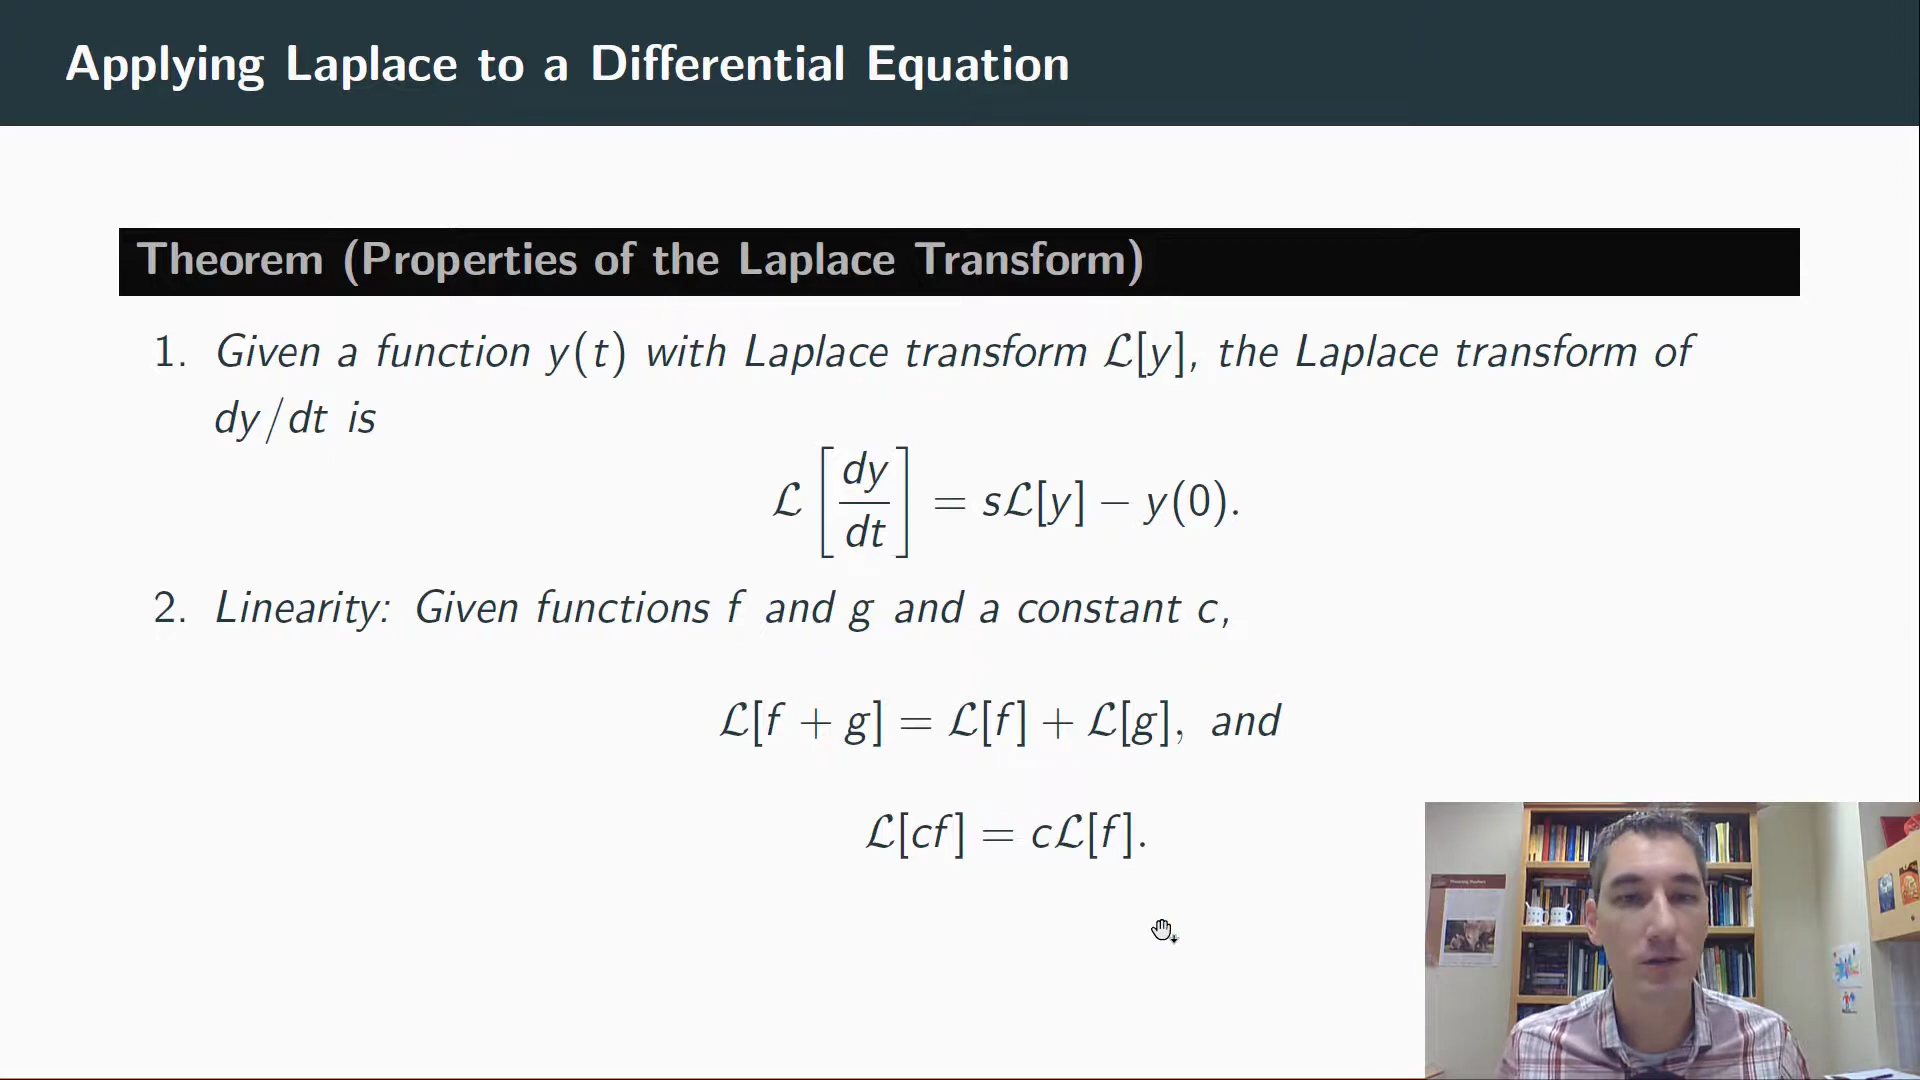 Applying Laplace to a Differential Equation
Theorem (Properties of the Laplace Transform)
1. Given a function y(t) with Laplace transform ℒ[y], the Laplace transform of
dy/dt is
ℒ[dy/dt] = sℒ[y] − y(0).
2. Linearity: Given functions f and g and a constant c,
ℒ[f + g] = ℒ[f] + ℒ[g], and
ℒ[cf] = cℒ[f].